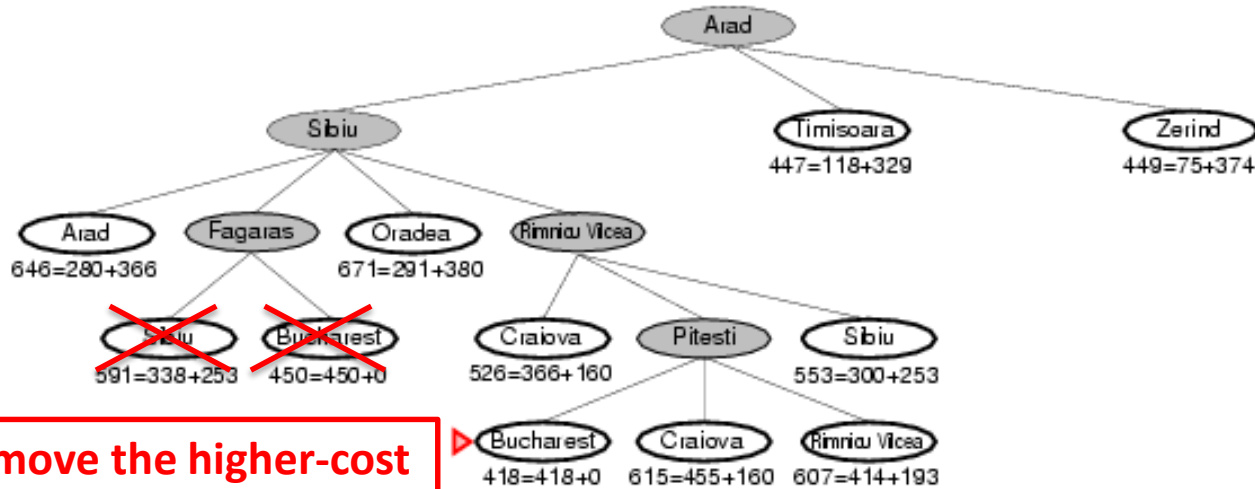 Arad
Sibiu
Timisoara
Zerind
447=118+329
449=75+374
Arad
Fagaras
Oradea
Rimnicu Vilcea
646=280+366
671=291+380
Sibiu
Bucharest
Craiova
Pitesti
Sibiu
591=338+253
450=450+0
526=366+160
553=300+253
move the higher-cost
Bucharest
Craiova
Rimnicu Vilcea
418=418+0
615=455+160
607=414+193